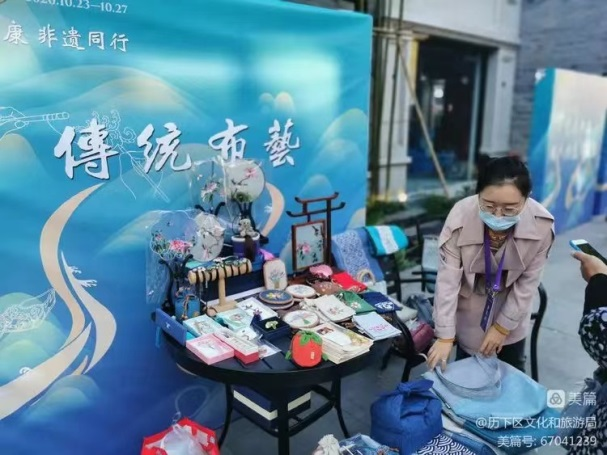 2020.10.23—10.27
康 非遗同行
傳統布藝
美篇
@历下区文化和旅游局
美篇号: 67041239